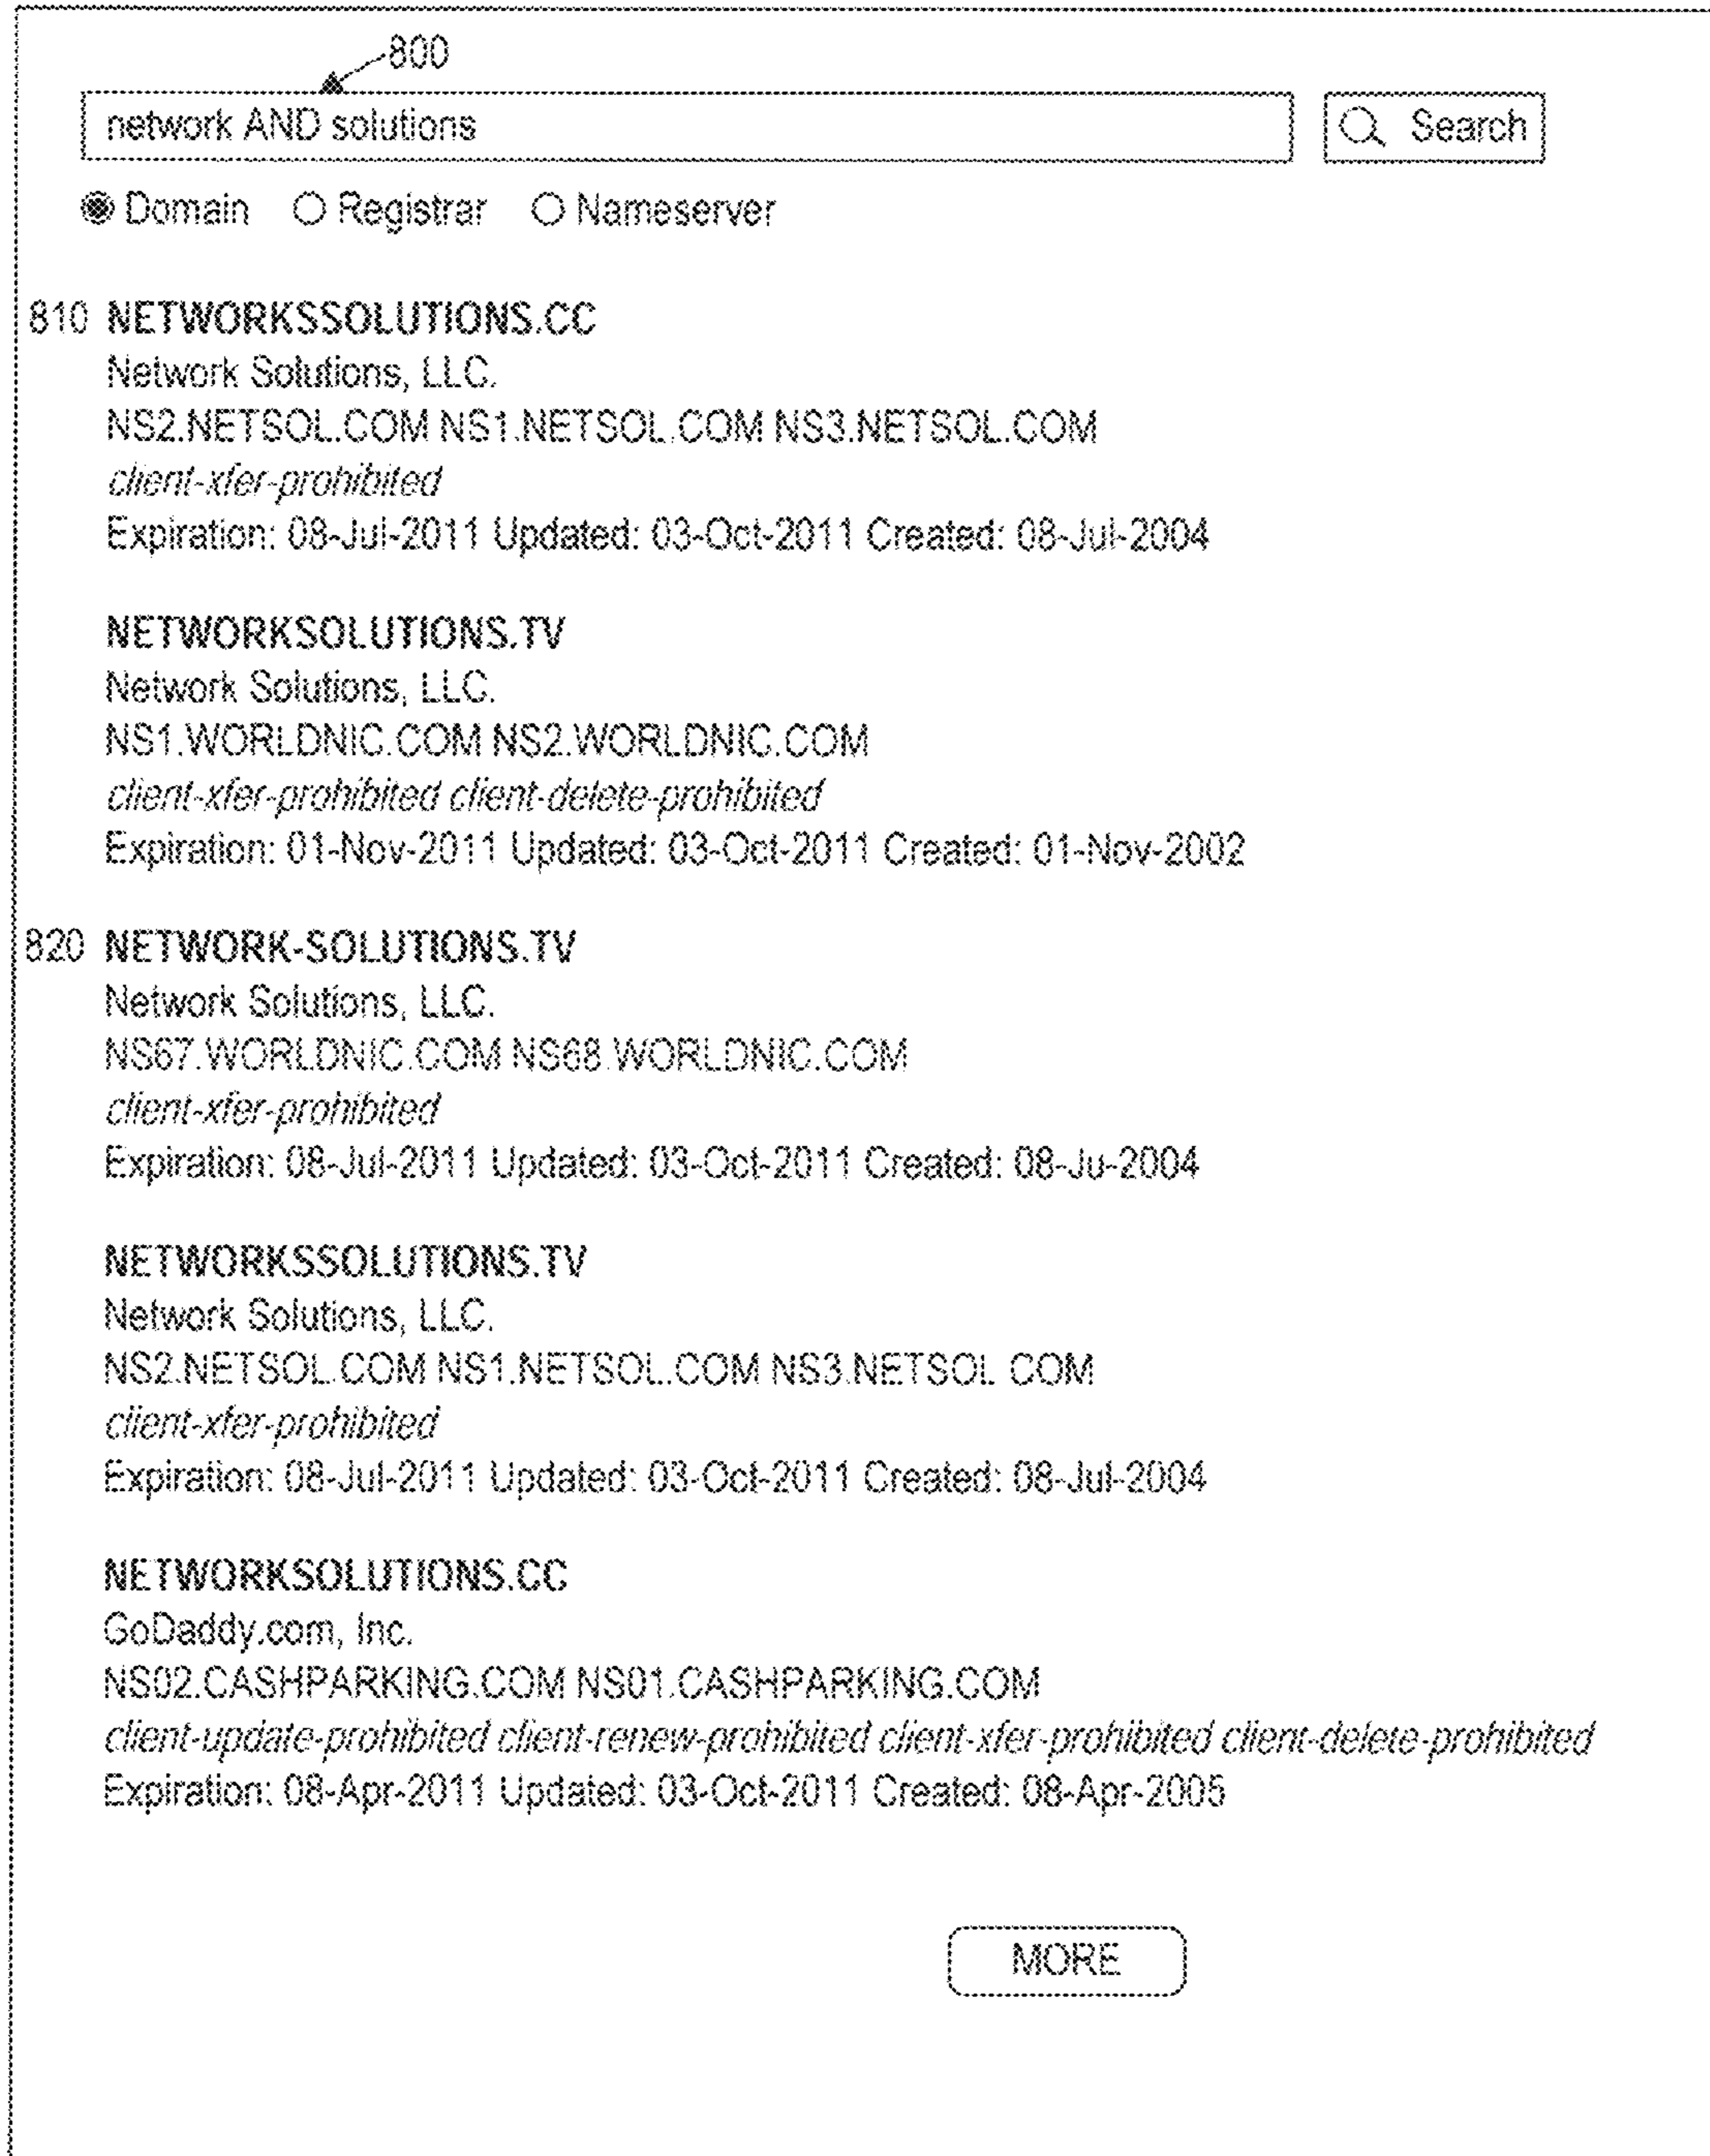 800
network AND solutions Search
Domain Registrar Nameserver
810 NETWORKSSOLUTIONS.CC
Network Solutions, LLC.
NS2.NETSOL.COM NS1.NETSOL.COM NS3.NETSOL.COM
client-xfer-prohibited
Expiration: 08-Jul-2011 Updated: 03-Oct-2011 Created: 08-Jul-2004
NETWORKSOLUTIONS.TV
Network Solutions, LLC.
NS1.WORLDNIC.COM NS2.WORLDNIC.COM
client-xfer-prohibited client-delete-prohibited
Expiration: 01-Nov-2011 Updated: 03-Oct-2011 Created: 01-Nov-2002
820 NETWORK-SOLUTIONS.TV
Network Solutions, LLC.
NS67.WORLDNIC.COM NS68.WORLDNIC.COM
client-xfer-prohibited
Expiration: 08-Jul-2011 Updated: 03-Oct-2011 Created: 08-Ju-2004
NETWORKSSOLUTIONS.TV
Network Solutions, LLC.
NS2.NETSOL.COM NS1.NETSOL.COM NS3.NETSOL COM
client-xfer-prohibited
Expiration: 08-Jul-2011 Updated: 03-Oct-2011 Created: 08-Jul-2004
NETWORKSOLUTIONS.CC
GoDaddy.com, Inc.
NS02.CASHPARKING.COM NS01.CASHPARKING.COM
client-update-prohibited client-renew-prohibited client-xfer-prohibited client-delete-prohibited
Expiration: 08-Apr-2011 Updated: 03-Oct-2011 Created: 08-Apr-2005
MORE